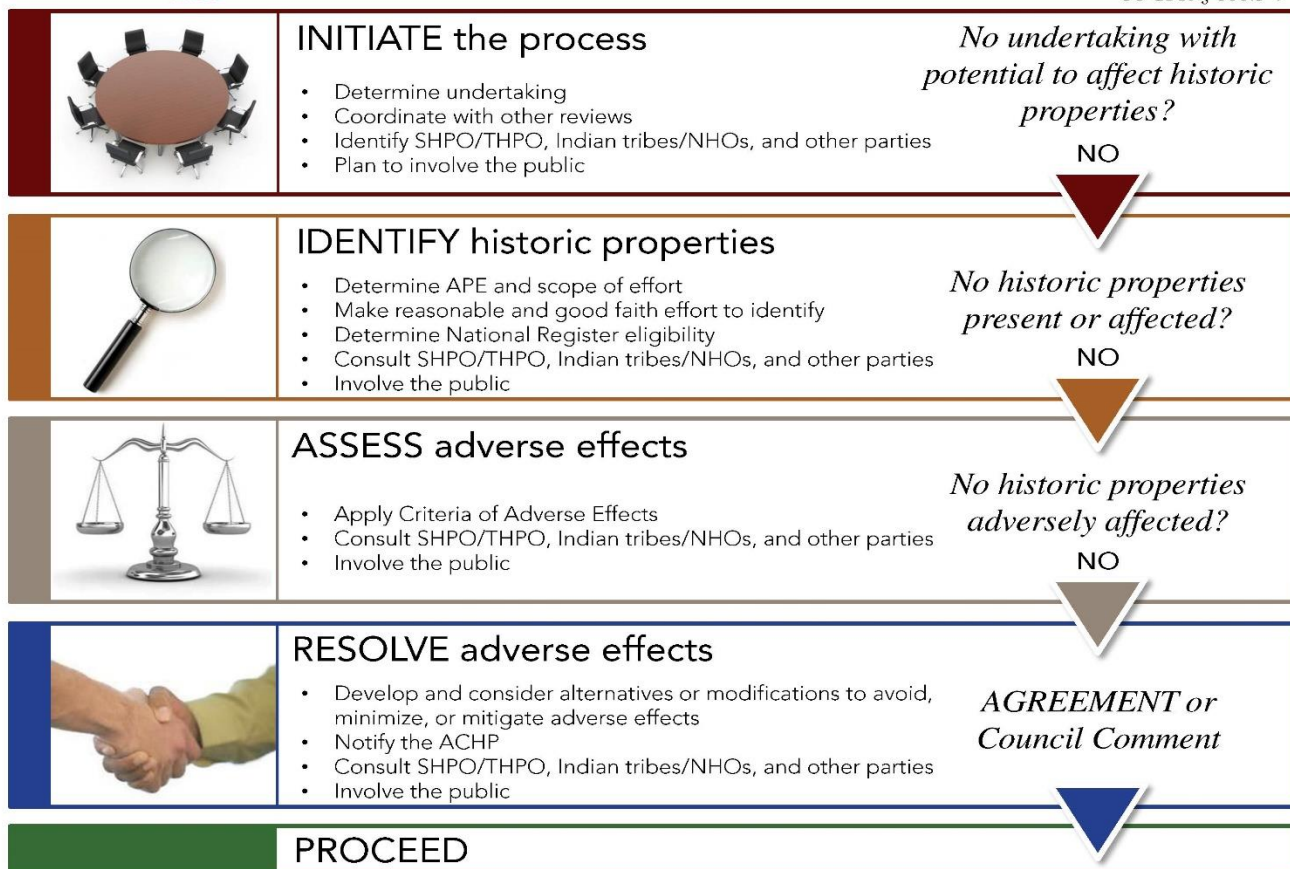 INITIATE the process
• Determine undertaking
• Coordinate with other reviews
• Identify SHPO/THPO, Indian tribes/NHOs, and other parties
• Plan to involve the public
No undertaking with
potential to affect historic
properties?
NO
IDENTIFY historic properties
• Determine APE and scope of effort
• Make reasonable and good faith effort to identify
• Determine National Register eligibility
• Consult SHPO/THPO, Indian tribes/NHOs, and other parties
• Involve the public
No historic properties
present or affected?
NO
ASSESS adverse effects
• Apply Criteria of Adverse Effects
• Consult SHPO/THPO, Indian tribes/NHOs, and other parties
• Involve the public
No historic properties
adversely affected?
NO
RESOLVE adverse effects
• Develop and consider alternatives or modifications to avoid,
minimize, or mitigate adverse effects
• Notify the ACHP
• Consult SHPO/THPO, Indian tribes/NHOs, and other parties
• Involve the public
AGREEMENT or
Council Comment
PROCEED